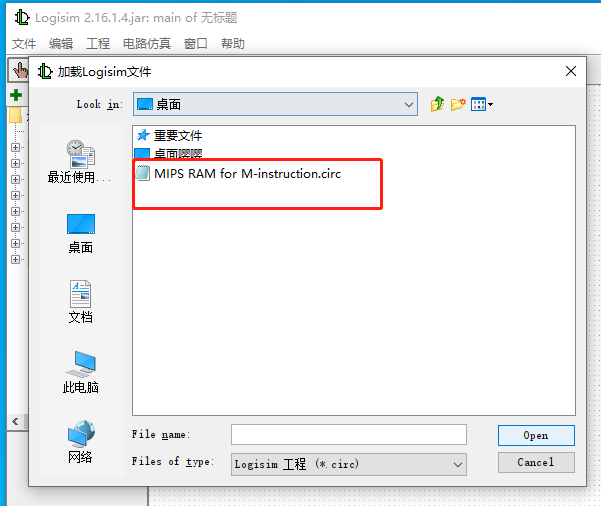 Logisim 2.16.1.4.jar: main of 无标题
文件 编辑 工程 电路仿真 窗口 帮助
加载Logisim文件
Look in: 桌面
重要文件
桌面嘤嘤
MIPS RAM for M-instruction.circ
最近使用...
桌面
文档
此电脑
网络
File name: Open
Files of type: Logisim 工程 (*.circ) Cancel